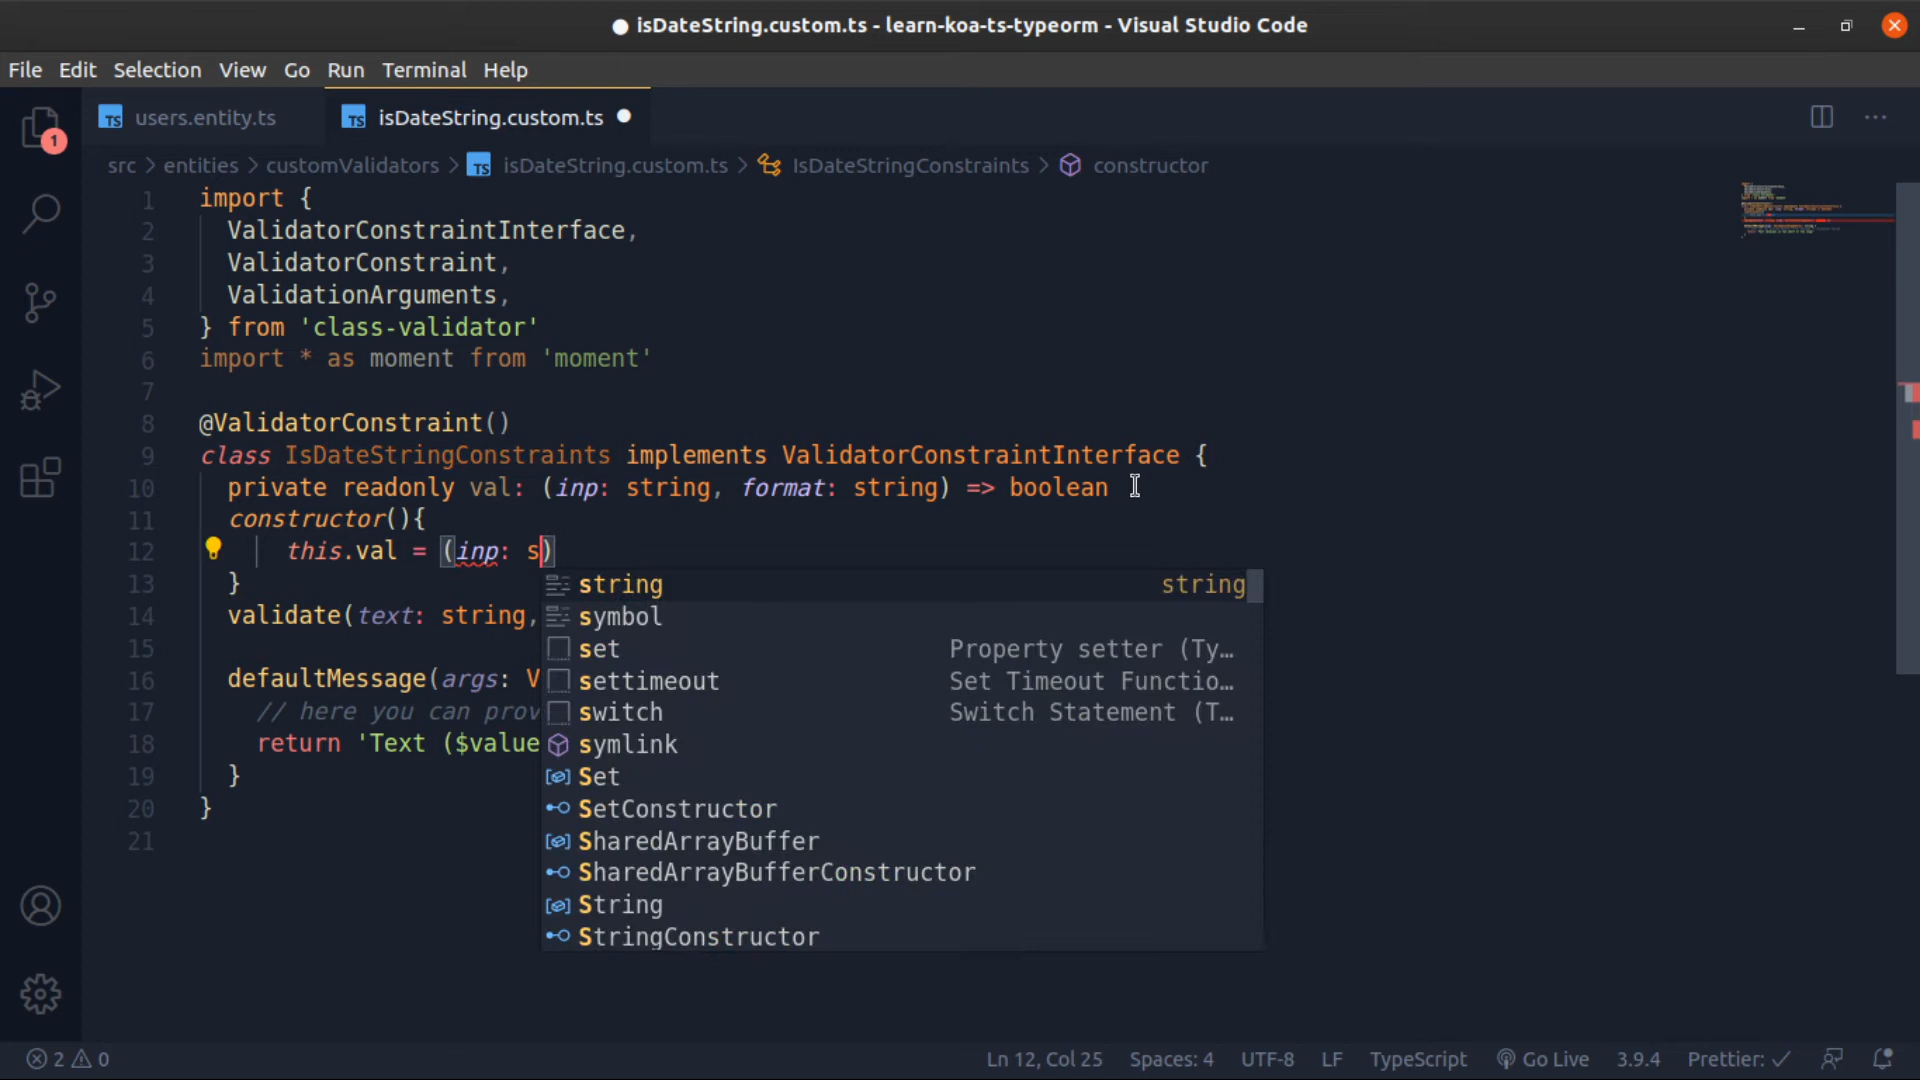 isDateString.custom.ts - learn-koa-ts-typeorm - Visual Studio Code
File Edit Selection View Go Run Terminal Help
1
TS users.entity.ts TS isDateString.custom.ts
src > entities > customValidators > TS isDateString.custom.ts > IsDateStringConstraints > constructor
1 import {
2 ValidatorConstraintInterface,
3 ValidatorConstraint,
4 ValidationArguments,
5 } from 'class-validator'
6 import * as moment from 'moment'
7
8 @ValidatorConstraint()
9 class IsDateStringConstraints implements ValidatorConstraintInterface {
10 private readonly val: (inp: string, format: string) => boolean
11 constructor(){
12 this.val = (inp: s)
13 }
string string
14 validate(text: string,
symbol
15
set Property setter (Ty…
16 defaultMessage(args: V
settimeout Set Timeout Functio…
17 // here you can prov
switch Switch Statement (T…
18 return 'Text ($value
symlink
19 }
Set
20 }
SetConstructor
21
SharedArrayBuffer
SharedArrayBufferConstructor
String
StringConstructor
2 0 Ln 12, Col 25 Spaces: 4 UTF-8 LF TypeScript Go Live 3.9.4 Prettier: ✓